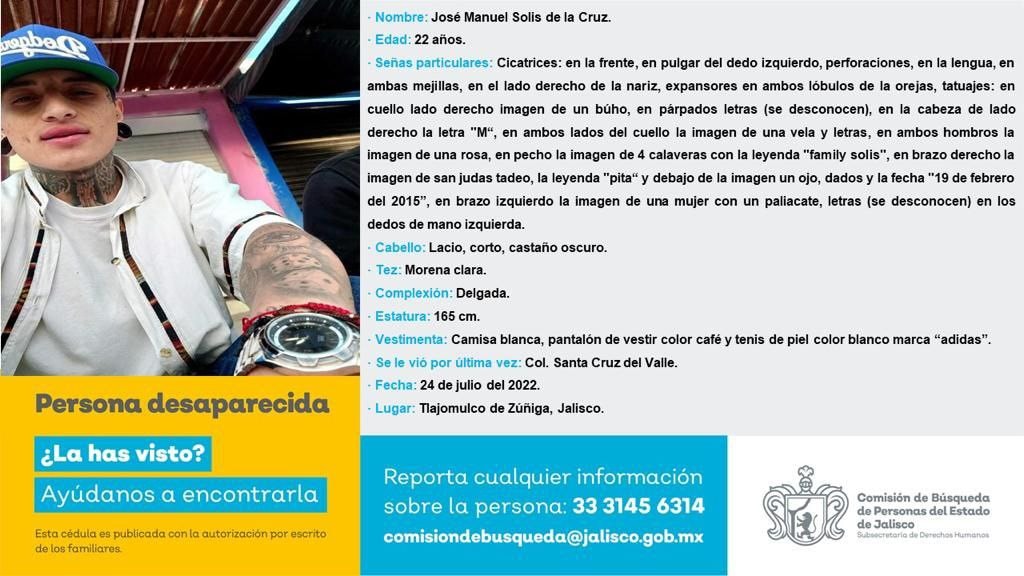 Dodgers
· Nombre: José Manuel Solis de la Cruz.
· Edad: 22 años.
· Señas particulares: Cicatrices: en la frente, en pulgar del dedo izquierdo, perforaciones, en la lengua, en
ambas mejillas, en el lado derecho de la nariz, expansores en ambos lóbulos de la orejas, tatuajes: en
cuello lado derecho imagen de un búho, en párpados letras (se desconocen), en la cabeza de lado
derecho la letra "M“, en ambos lados del cuello la imagen de una vela y letras, en ambos hombros la
imagen de una rosa, en pecho la imagen de 4 calaveras con la leyenda "family solis", en brazo derecho la
imagen de san judas tadeo, la leyenda "pita“ y debajo de la imagen un ojo, dados y la fecha "19 de febrero
del 2015”, en brazo izquierdo la imagen de una mujer con un paliacate, letras (se desconocen) en los
dedos de mano izquierda.
· Cabello: Lacio, corto, castaño oscuro.
· Tez: Morena clara.
· Complexión: Delgada.
· Estatura: 165 cm.
· Vestimenta: Camisa blanca, pantalón de vestir color café y tenis de piel color blanco marca “adidas”.
· Se le vió por última vez: Col. Santa Cruz del Valle.
· Fecha: 24 de julio del 2022.
· Lugar: Tlajomulco de Zúñiga, Jalisco.
Persona desaparecida
¿La has visto?
Ayúdanos a encontrarla
Esta cédula es publicada con la autorización por escrito
de los familiares.
Reporta cualquier información
sobre la persona: 33 3145 6314
comisiondebusqueda@jalisco.gob.mx
Comisión de Búsqueda
de Personas del Estado
de Jalisco
Subsecretaría de Derechos Humanos